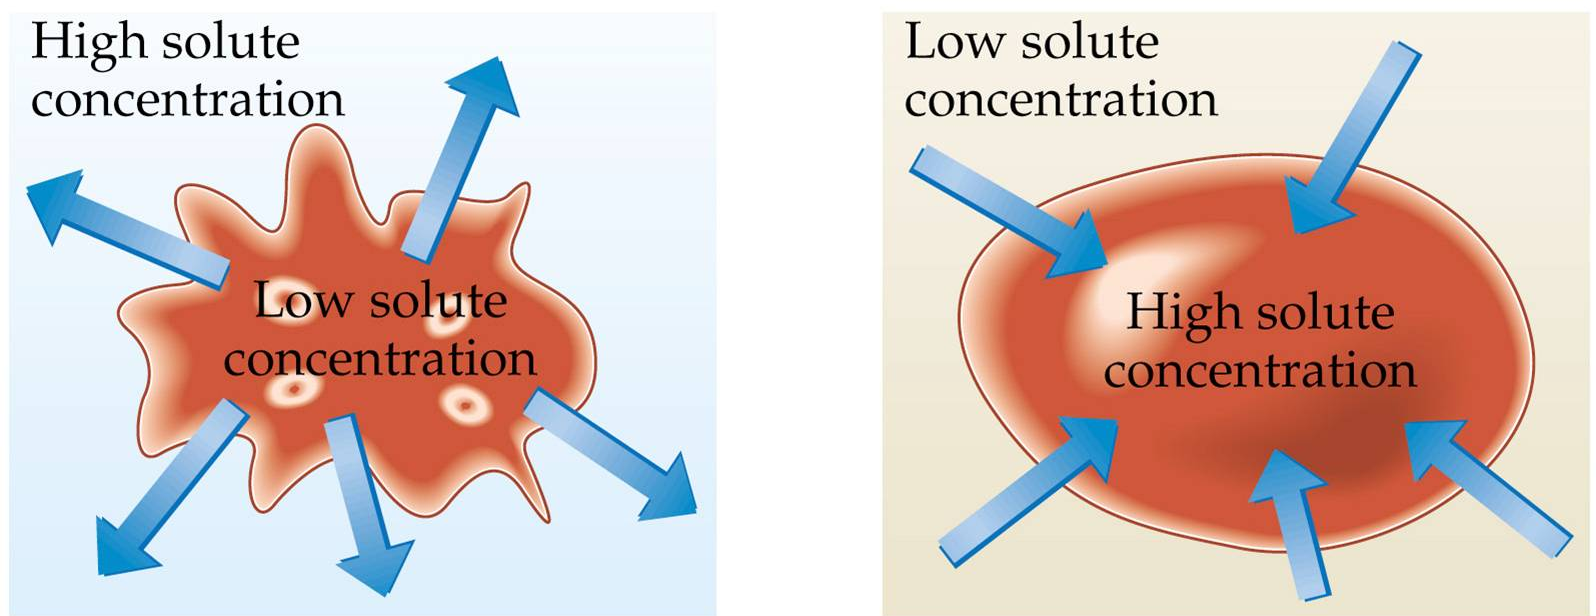 High solute
concentration
Low solute
concentration
Low solute
concentration
High solute
concentration